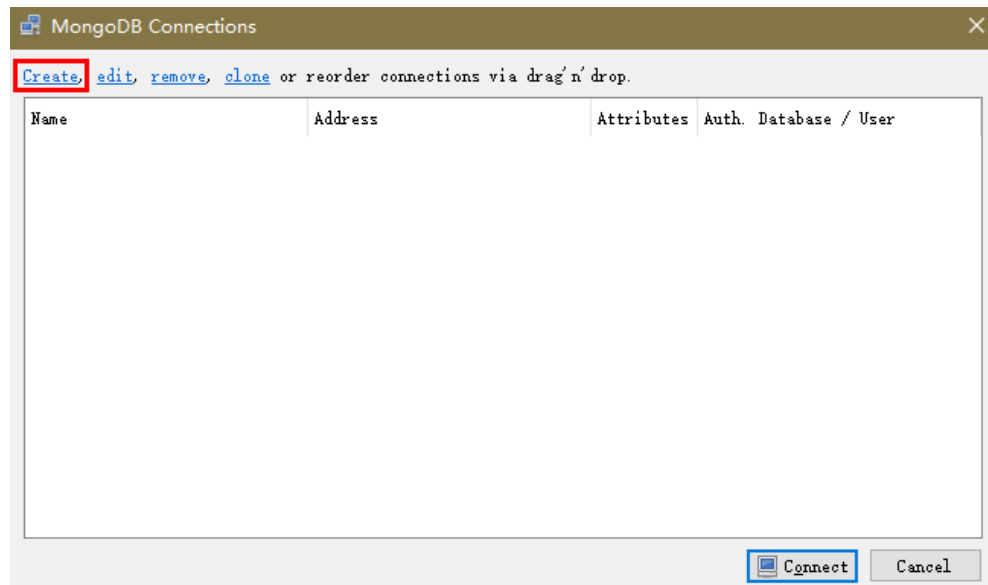 MongoDB Connections
Create, edit, remove, clone or reorder connections via drag'n'drop.
Name Address Attributes Auth. Database / User
Connect Cancel